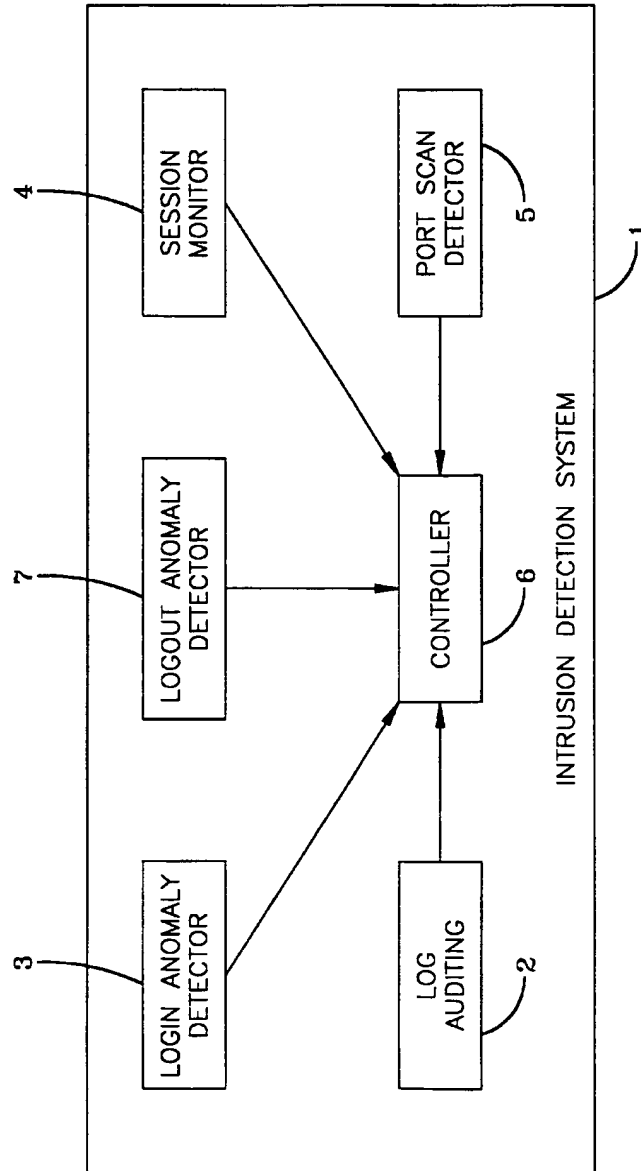 3
7
4
LOGIN ANOMALY
DETECTOR
LOGOUT ANOMALY
DETECTOR
SESSION
MONITOR
LOG
AUDITING
CONTROLLER
PORT SCAN
DETECTOR
2
6
5
INTRUSION DETECTION SYSTEM
1